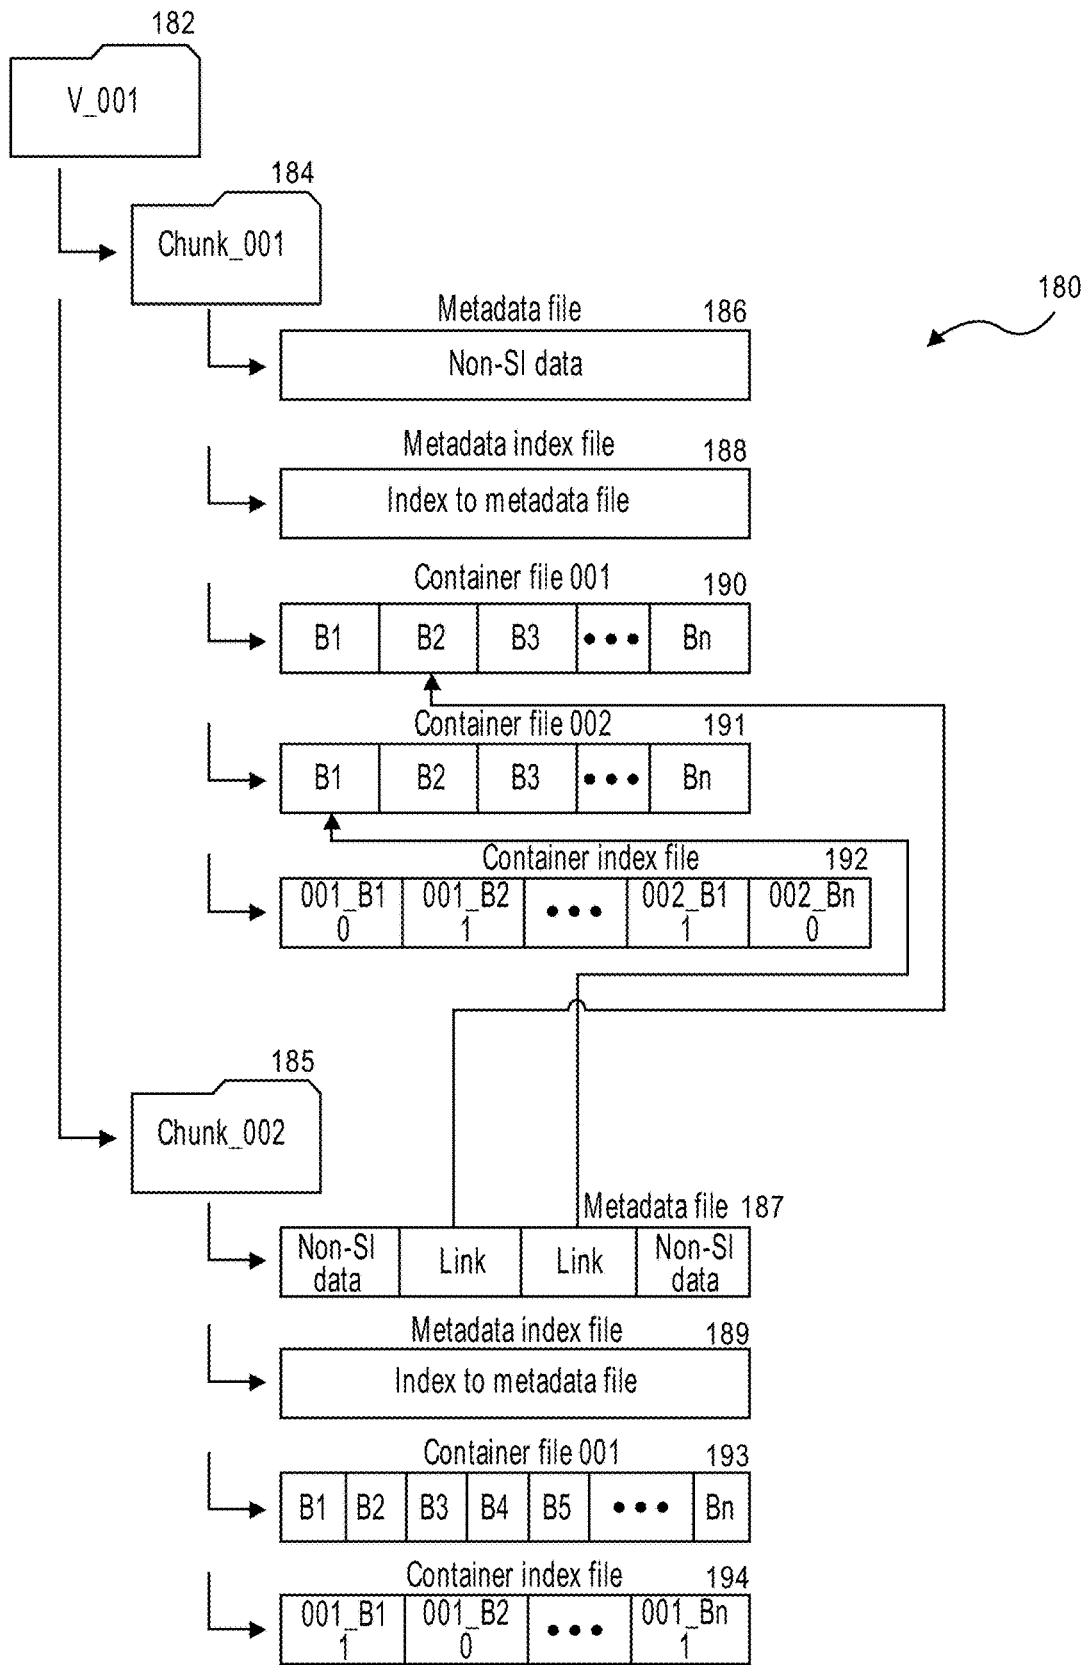 182
V_001
184
Chunk_001
180
Metadata file 186
Non-SI data
Metadata index file 188
Index to metadata file
Container file 001 190
B1 B2 B3 ••• Bn
Container file 002 191
B1 B2 B3 ••• Bn
Container index file 192
001_B1 001_B2 ••• 002_B1 002_Bn
0 1 1 0
185
Chunk_002
Metadata file 187
Non-SI Link Link Non-SI
data data
Metadata index file 189
Index to metadata file
Container file 001 193
B1 B2 B3 B4 B5 ••• Bn
Container index file 194
001_B1 001_B2 ••• 001_Bn
1 0 1